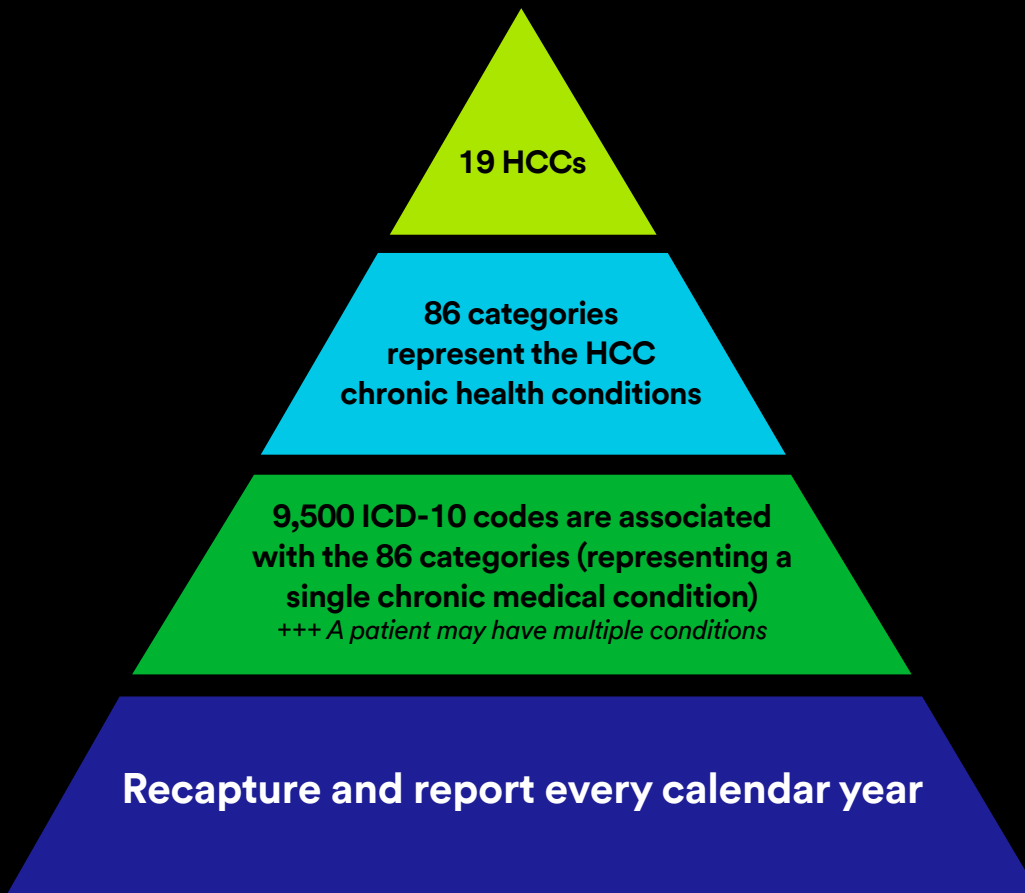 19 HCCs
86 categories
represent the HCC
chronic health conditions
9,500 ICD-10 codes are associated
with the 86 categories (representing a
single chronic medical condition)
+++ A patient may have multiple conditions
Recapture and report every calendar year